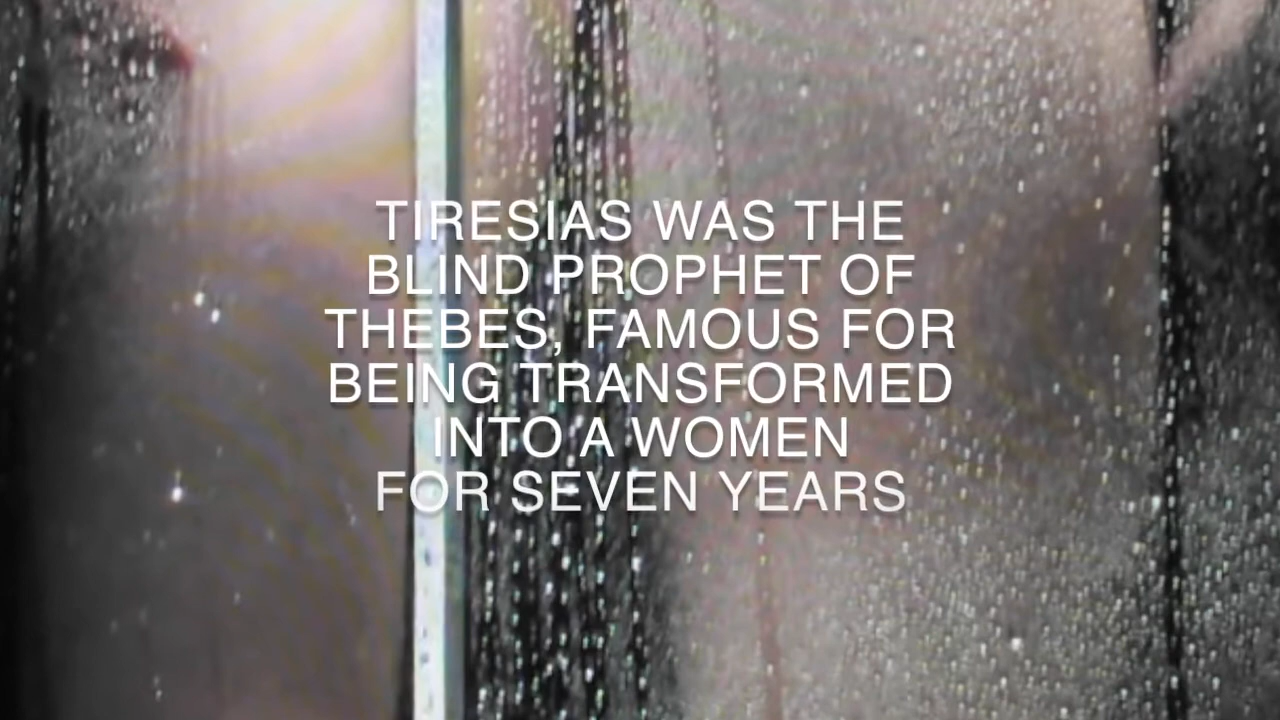 TIRESIAS WAS THE
BLIND PROPHET OF
THEBES, FAMOUS FOR
BEING TRANSFORMED
INTO A WOMEN
FOR SEVEN YEARS